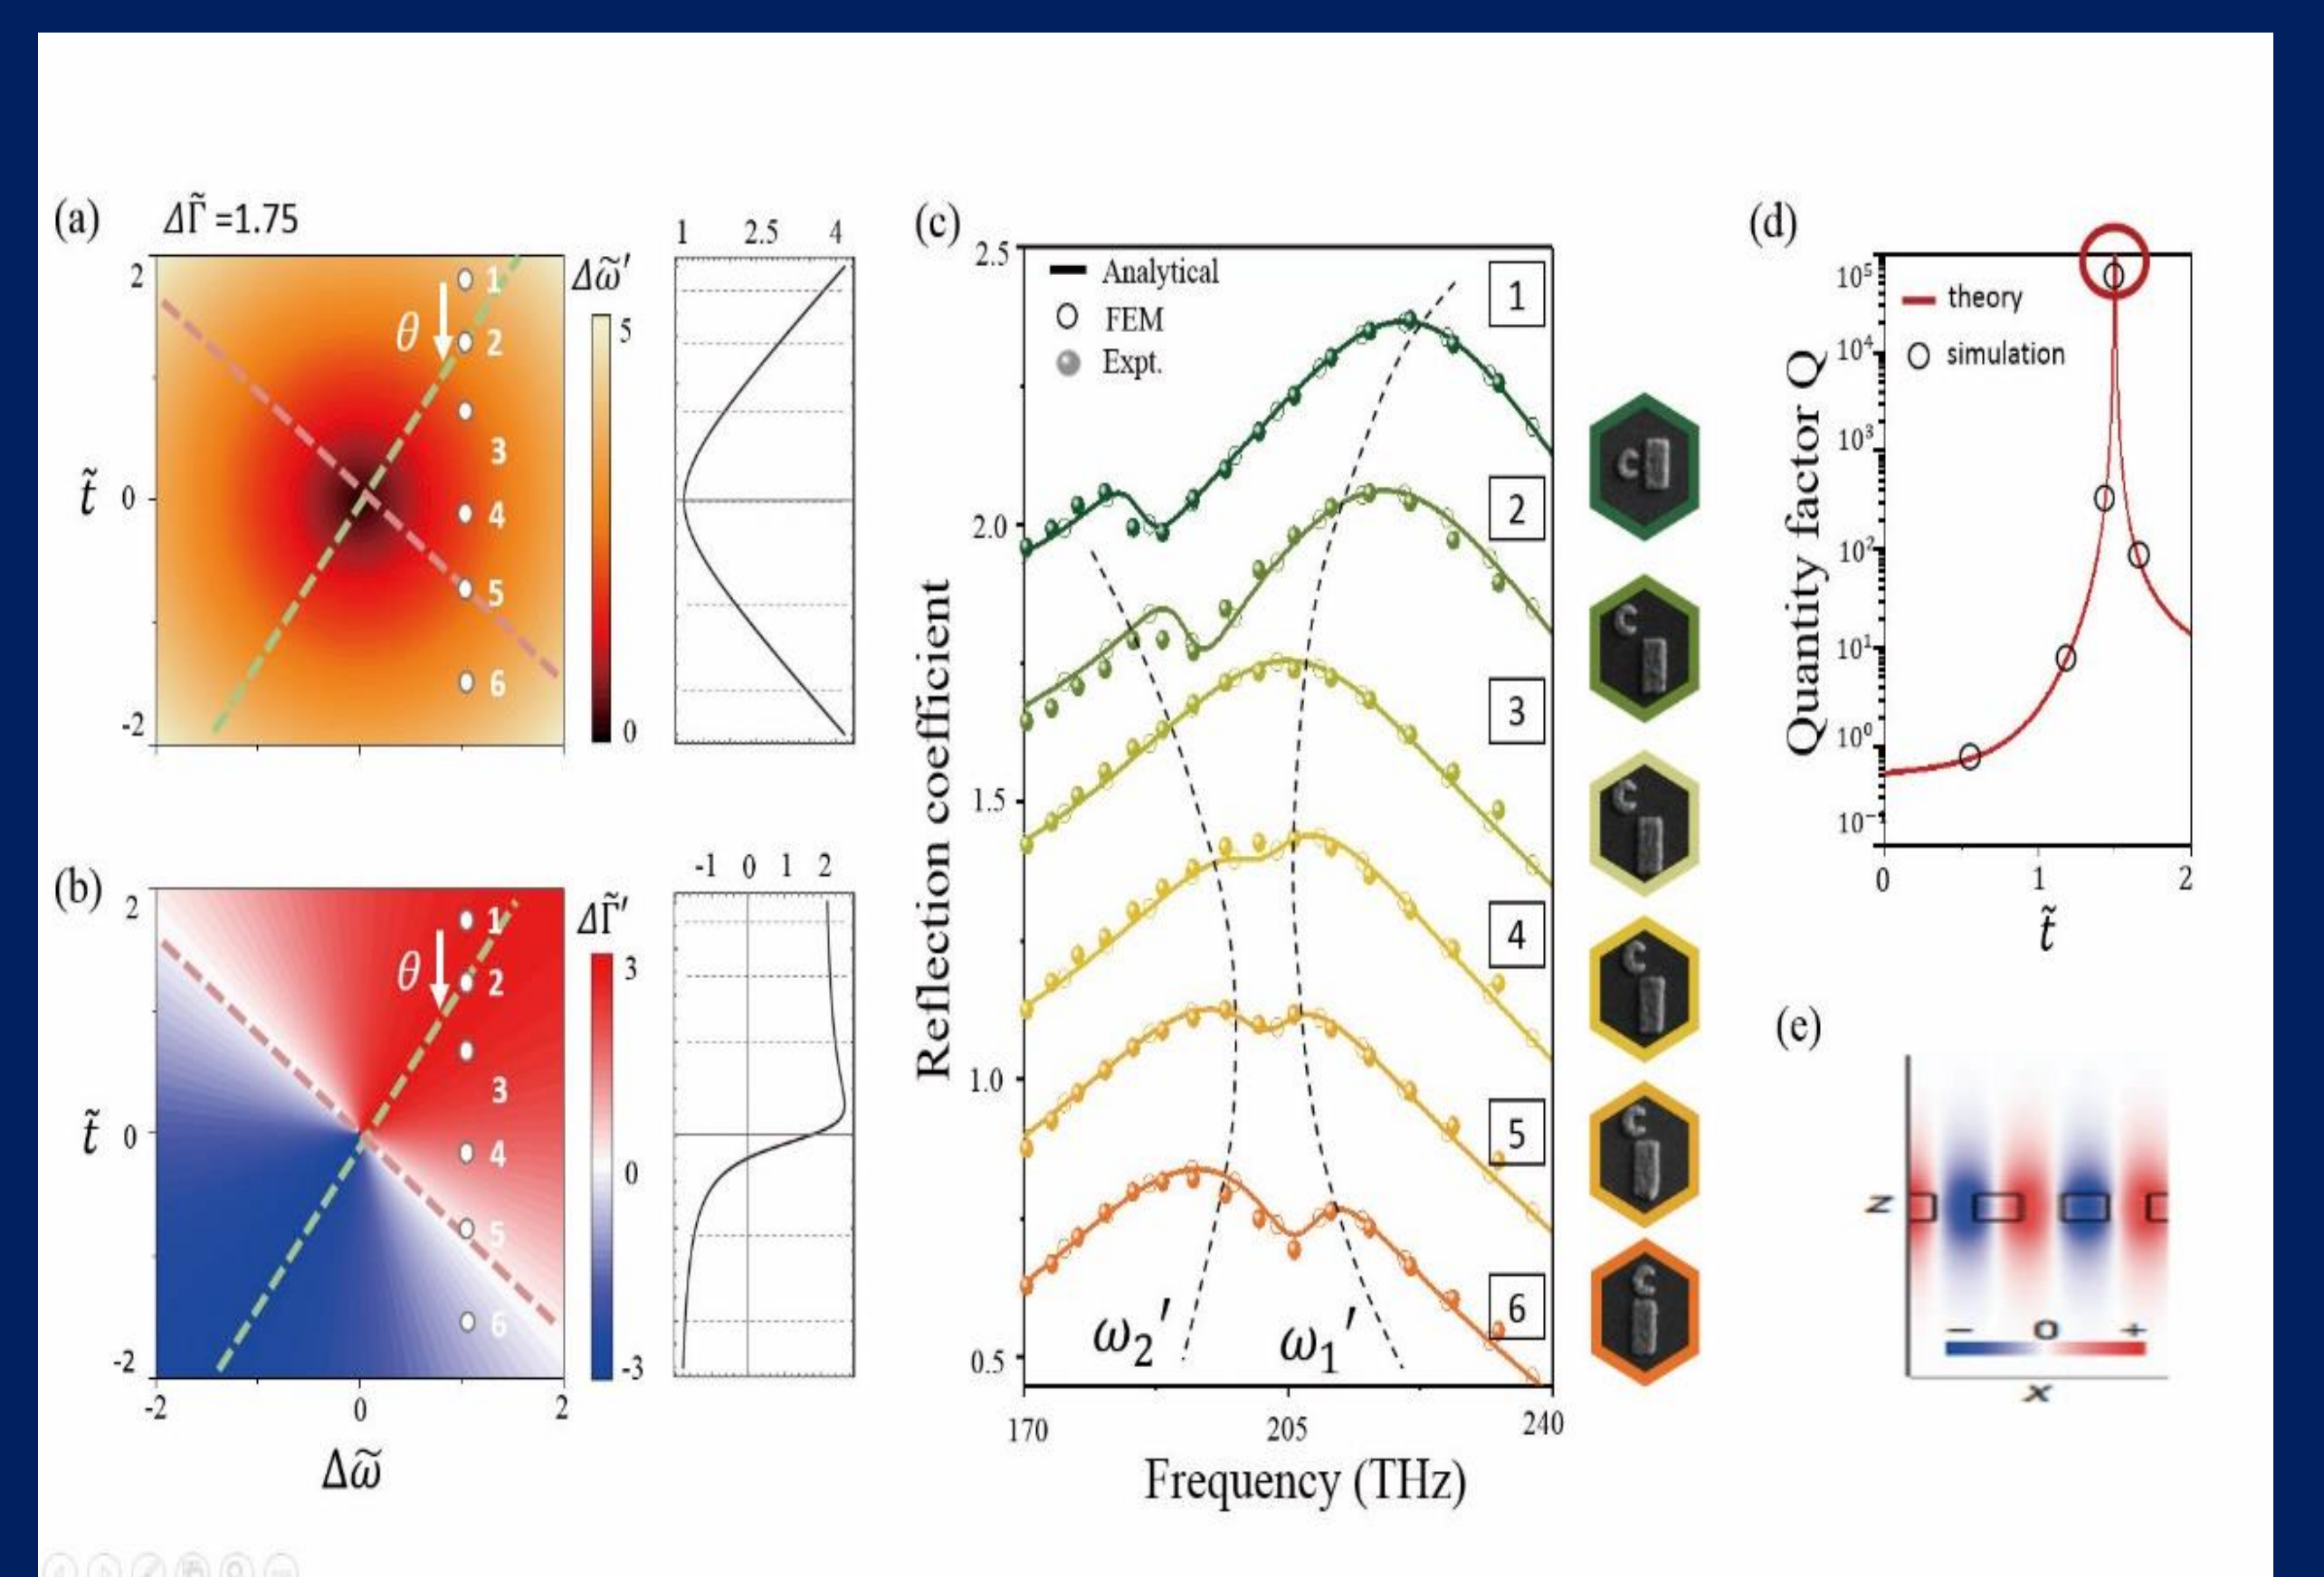 (a)
ΔΓ̃ =1.75
2
0
-2
t̃
θ
1
2
3
4
5
6
Δω̃′
5
0
1 2.5 4
(b)
2
0
-2
t̃
θ
1
2
3
4
5
6
-2 0 2
Δω̃
ΔΓ̃′
3
0
-3
-1 0 1 2
(c)
Analytical
FEM
Expt.
2.5
2.0
1.5
1.0
0.5
Reflection coefficient
1
2
3
4
5
6
ω₂′ ω₁′
170 205 240
Frequency (THz)
C
C
C
C
C
C
(d)
theory
simulation
10⁵
10⁴
10³
10²
10¹
10⁰
10⁻¹
Quantity factor Q
0 1 2
t̃
(e)
Z
− 0 +
X